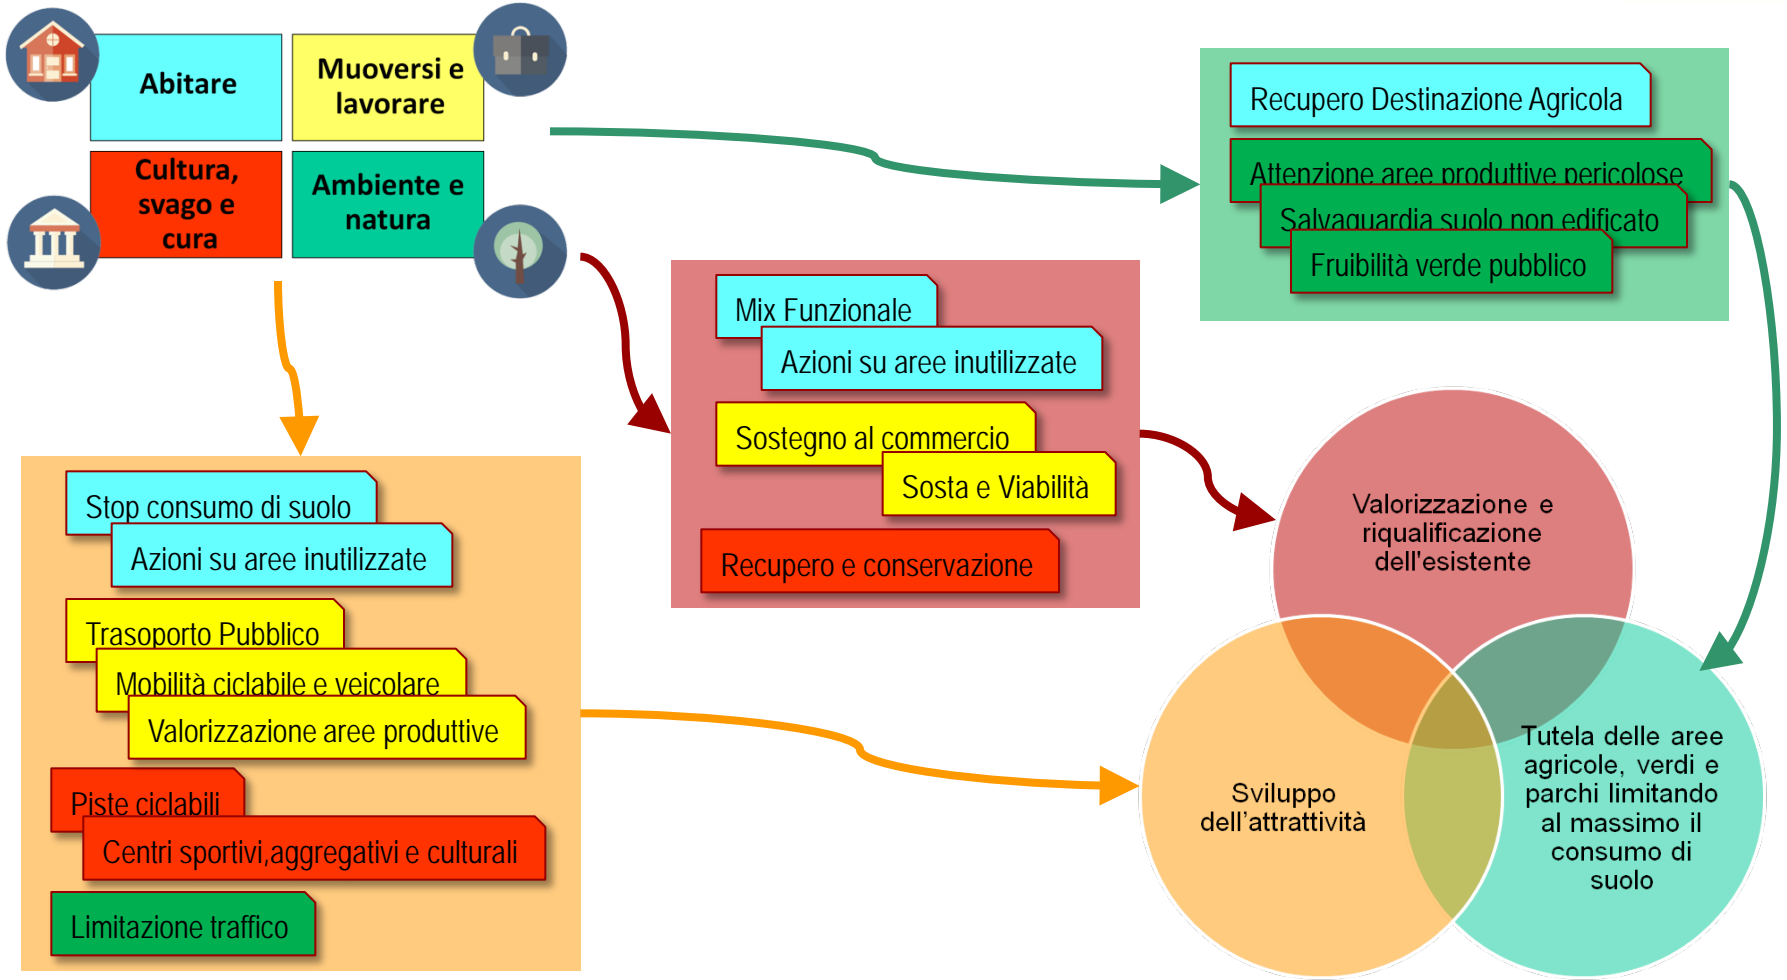 Abitare
Muoversi e
lavorare
Cultura,
svago e
cura
Ambiente e
natura
Recupero Destinazione Agricola
Attenzione aree produttive pericolose
Salvaguardia suolo non edificato
Fruibilità verde pubblico
Mix Funzionale
Azioni su aree inutilizzate
Sostegno al commercio
Sosta e Viabilità
Recupero e conservazione
Stop consumo di suolo
Azioni su aree inutilizzate
Trasoporto Pubblico
Mobilità ciclabile e veicolare
Valorizzazione aree produttive
Piste ciclabili
Centri sportivi,aggregativi e culturali
Limitazione traffico
Valorizzazione e
riqualificazione
dell'esistente
Sviluppo
dell'attrattività
Tutela delle aree
agricole, verdi e
parchi limitando
al massimo il
consumo di
suolo